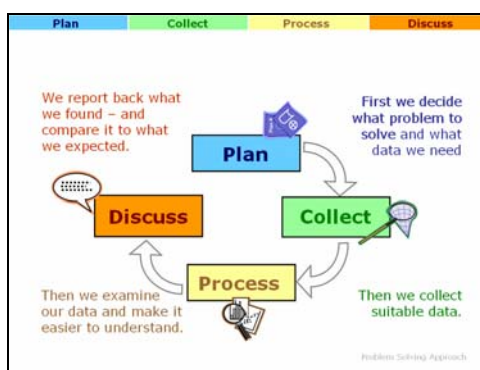 Plan Collect Process Discuss
We report back what
we found – and
compare it to what
we expected.
First we decide
what problem to
solve and what
data we need
Plan
Discuss
Collect
Process
Then we examine
our data and make it
easier to understand.
Then we collect
suitable data.
Problem Solving Approach